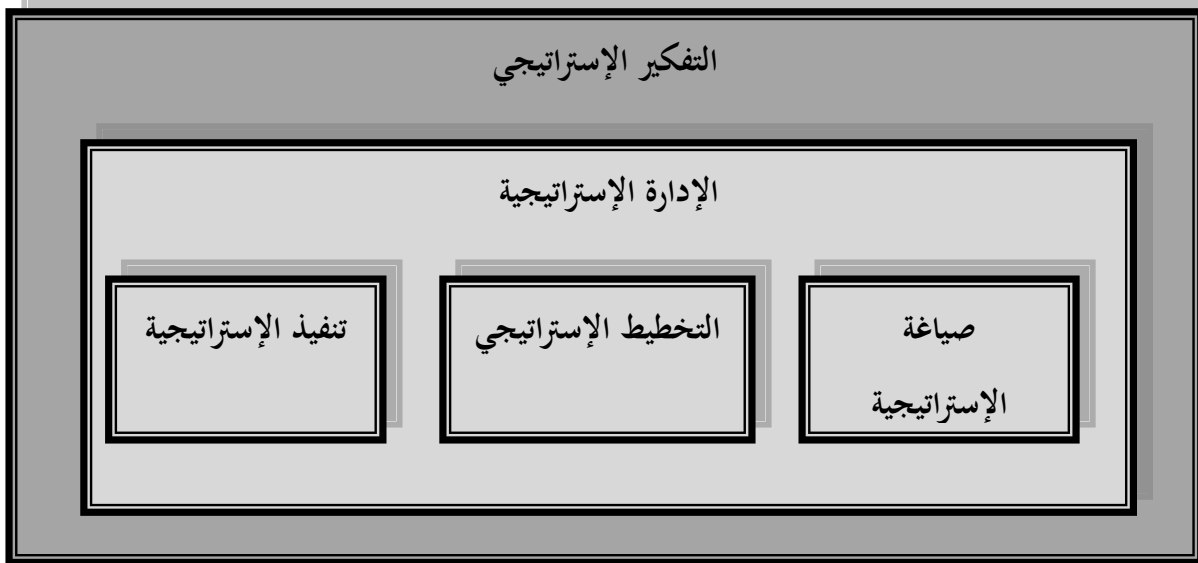 التفكير الإستراتيجي
الإدارة الإستراتيجية
صياغة
الإستراتيجية
التخطيط الإستراتيجي
تنفيذ الإستراتيجية